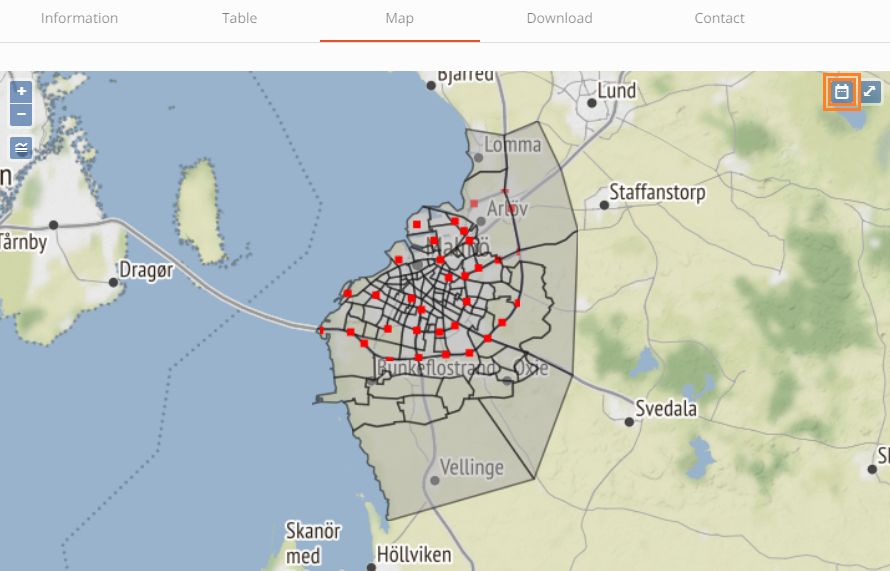 Information
Table
Map
Download
Contact
+
−
Bjärred
Lund
Lomma
Staffanstorp
Arlöv
Malmö
Tårnby
Dragør
Bunkeflostrand
Oxie
Svedala
Vellinge
Skanör
med
Höllviken